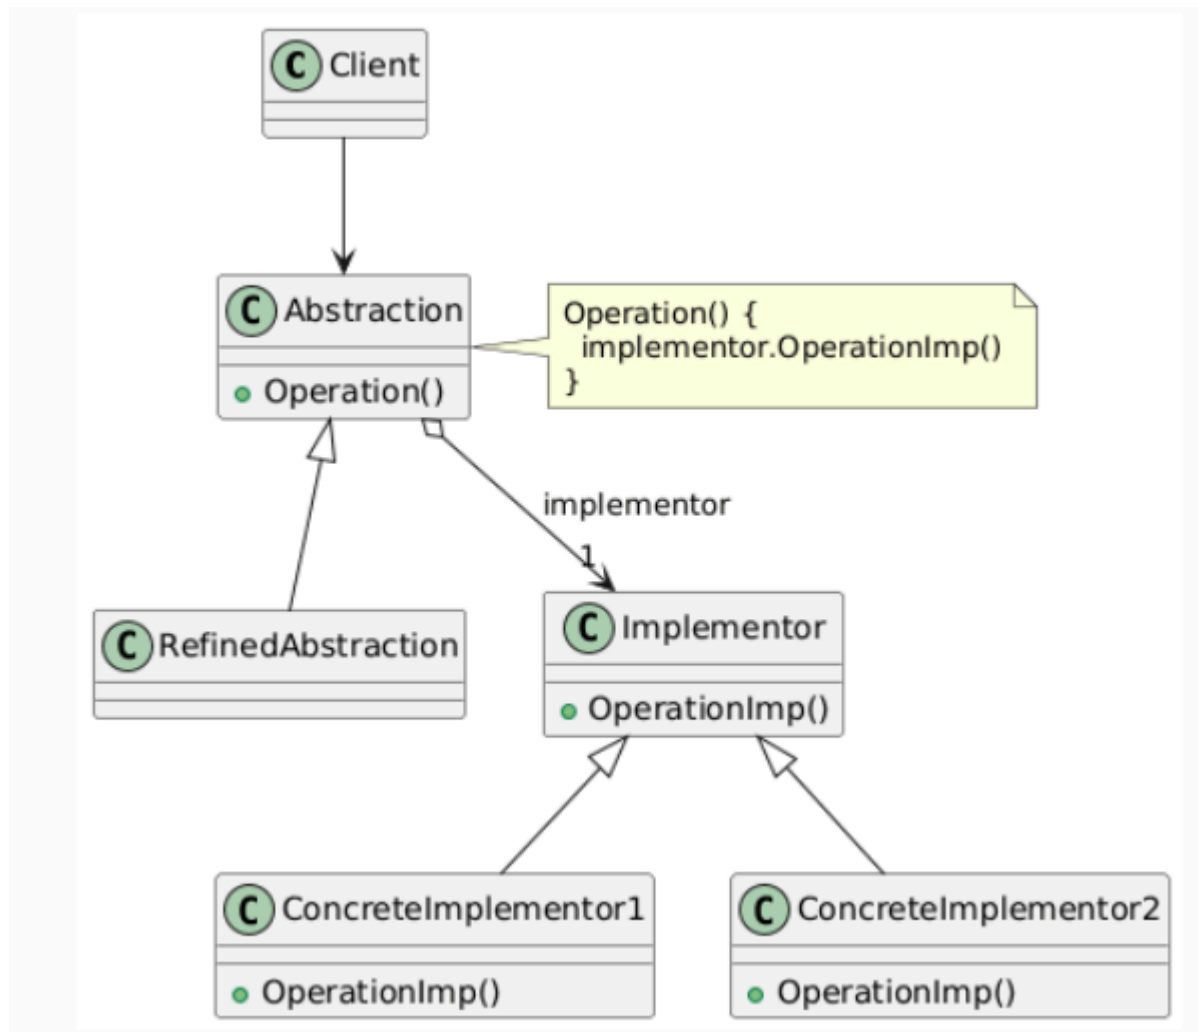 C Client
C Abstraction
+ Operation()
Operation() {
implementor.OperationImp()
}
implementor
1
C RefinedAbstraction
C Implementor
OperationImp()
C ConcreteImplementor1
OperationImp()
C ConcreteImplementor2
OperationImp()